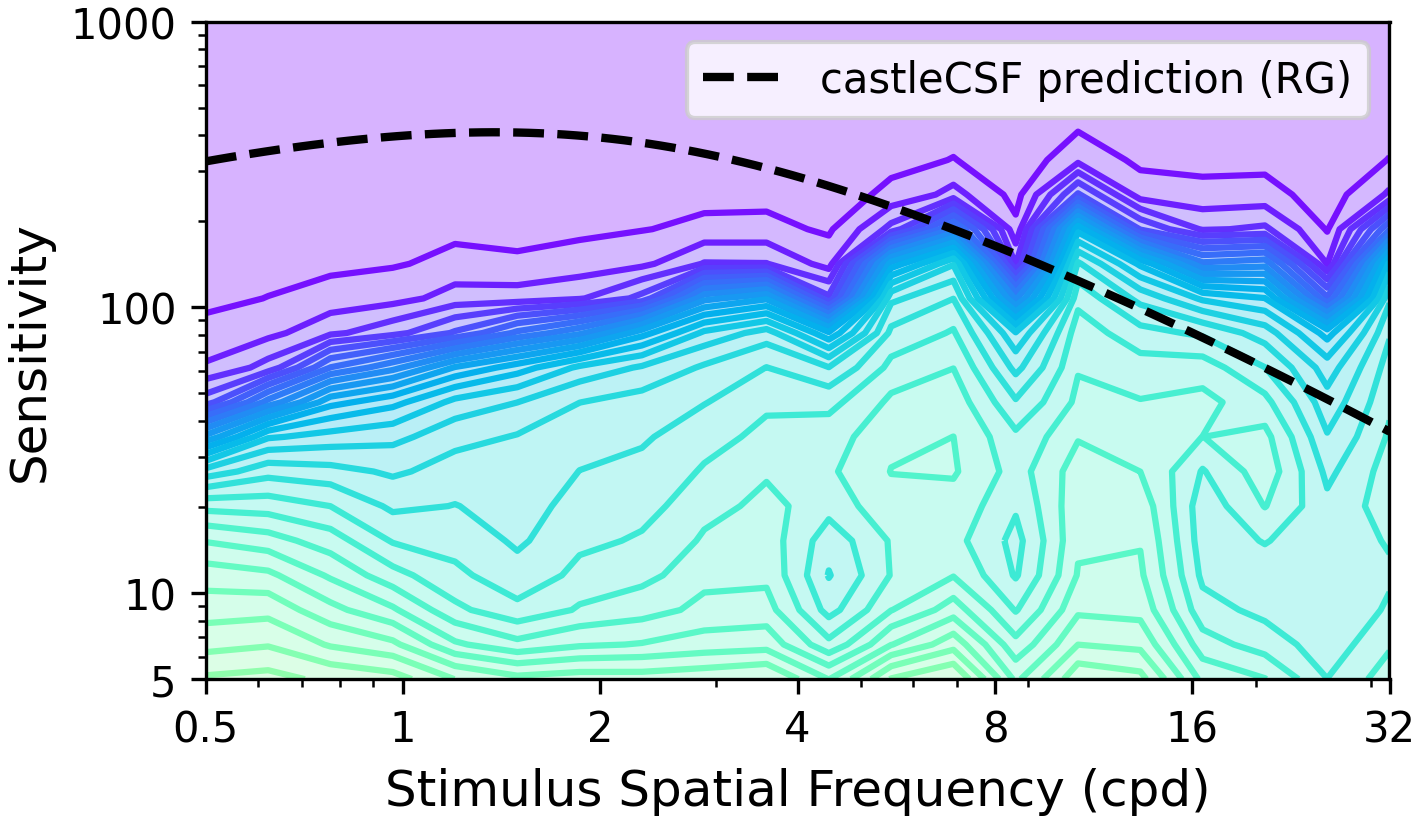 1000
castleCSF prediction (RG)
100
10
5
Sensitivity
0.5 1 2 4 8 16 32
Stimulus Spatial Frequency (cpd)